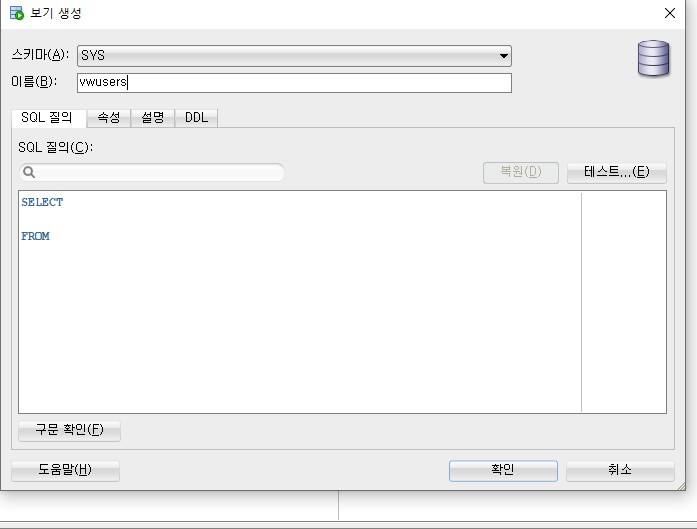 보기 생성
스키마(A): SYS
이름(B): vwusers
SQL 질의 속성 설명 DDL
SQL 질의(C):
복원(D) 테스트...(E)
SELECT
FROM
구문 확인(F)
도움말(H) 확인 취소